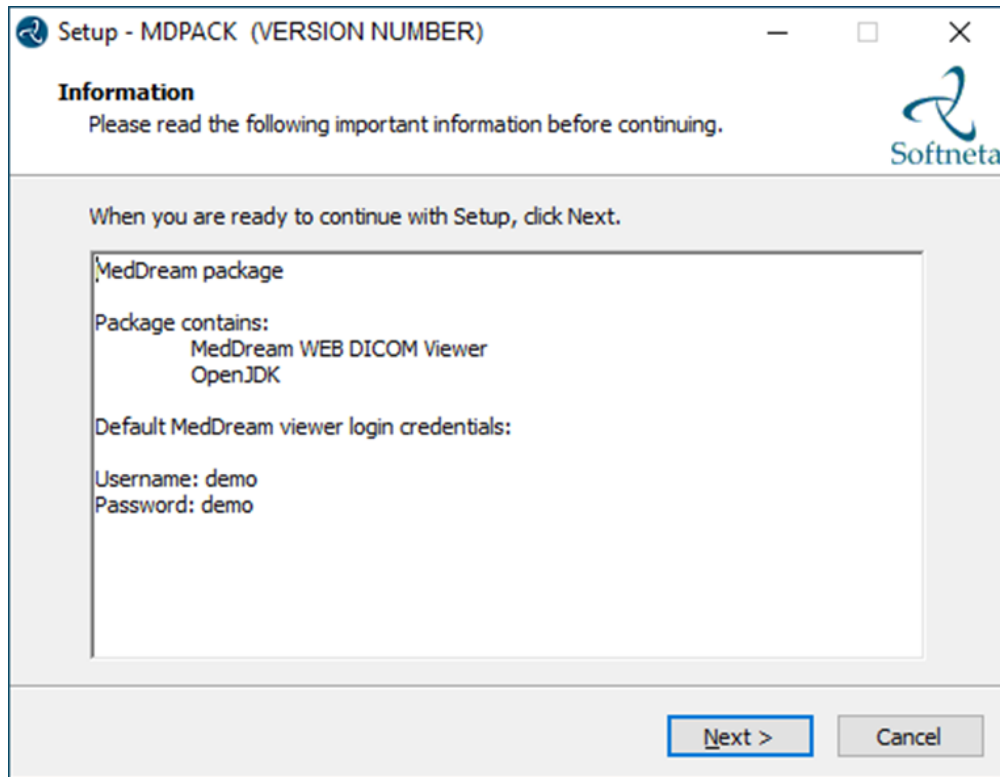 Setup - MDPACK (VERSION NUMBER)
Information
Please read the following important information before continuing.
Softneta
When you are ready to continue with Setup, click Next.
MedDream package
Package contains:
MedDream WEB DICOM Viewer
OpenJDK
Default MedDream viewer login credentials:
Username: demo
Password: demo
Next >
Cancel